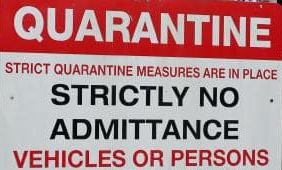 QUARANTINE
STRICT QUARANTINE MEASURES ARE IN PLACE
STRICTLY NO
ADMITTANCE
VEHICLES OR PERSONS